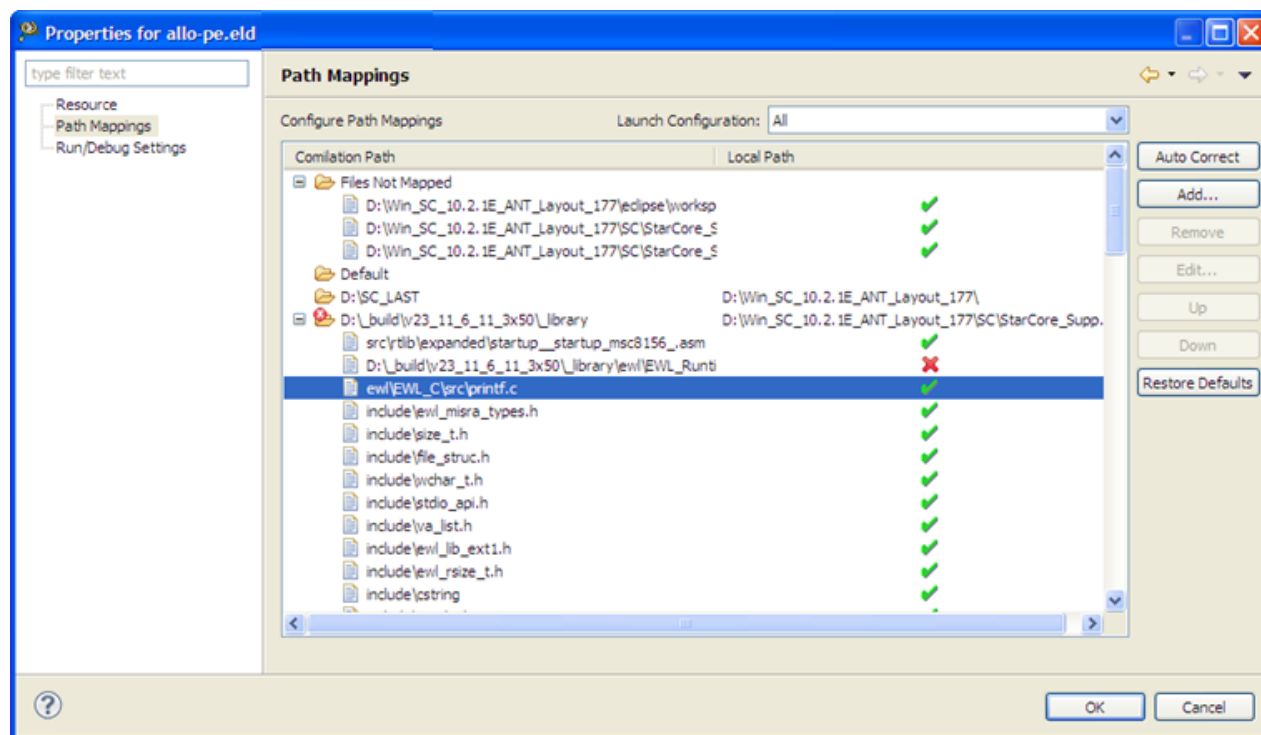 Properties for allo-pe.eld
type filter text
Resource
Path Mappings
Run/Debug Settings
Path Mappings
Configure Path Mappings Launch Configuration: All
Comilation Path Local Path
Files Not Mapped
D:\Win_SC_10.2.1E_ANT_Layout_177\eclipse\worksp
D:\Win_SC_10.2.1E_ANT_Layout_177\SC\StarCore_S
D:\Win_SC_10.2.1E_ANT_Layout_177\SC\StarCore_S
Default
D:\SC_LAST D:\Win_SC_10.2.1E_ANT_Layout_177\
D:\_build\v23_11_6_11_3x50\_library D:\Win_SC_10.2.1E_ANT_Layout_177\SC\StarCore_Supp.
src\rtlib\expanded\startup__startup_msc8156_.asm
D:\_build\v23_11_6_11_3x50\_library\ewl\EWL_Runti
ewl\EWL_C\src\printf.c
include\ewl_misra_types.h
include\size_t.h
include\file_struc.h
include\wchar_t.h
include\stdio_api.h
include\va_list.h
include\ewl_lib_ext1.h
include\ewl_rsize_t.h
include\cstring
Auto Correct
Add...
Remove
Edit...
Up
Down
Restore Defaults
OK Cancel